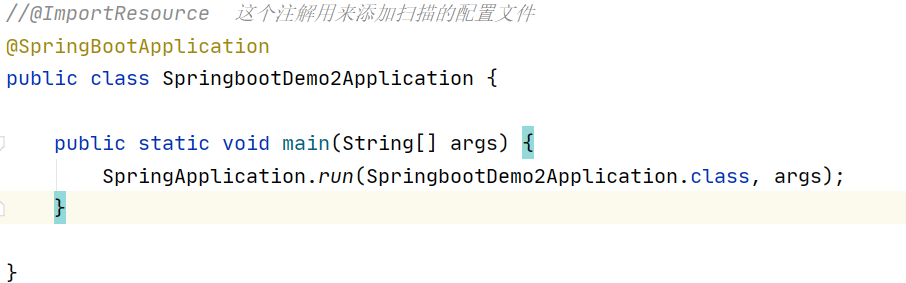 //@ImportResource  这个注解用来添加扫描的配置文件
@SpringBootApplication
public class SpringbootDemo2Application {
    public static void main(String[] args) {
        SpringApplication.run(SpringbootDemo2Application.class, args);
    }
}